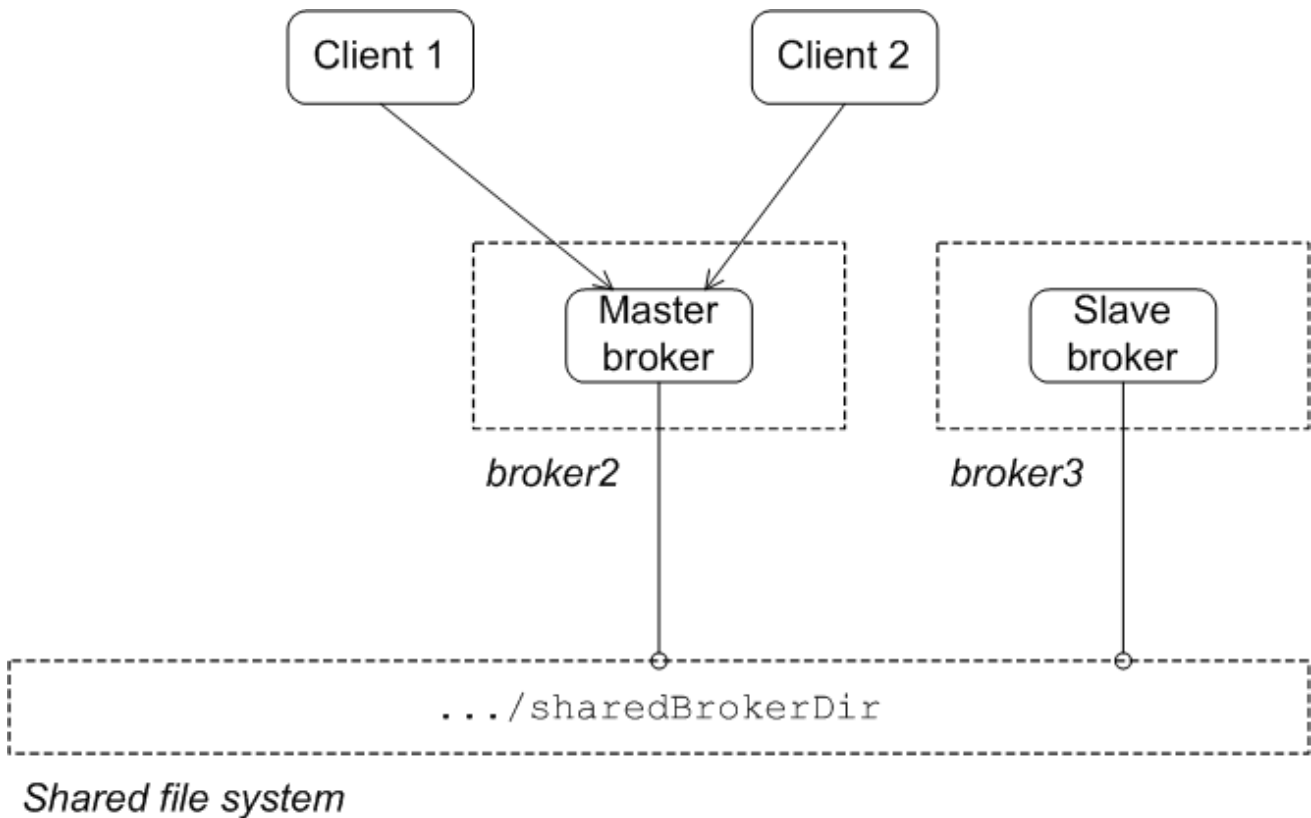 Client 1
Client 2
Master
broker
Slave
broker
broker2
broker3
.../sharedBrokerDir
Shared file system